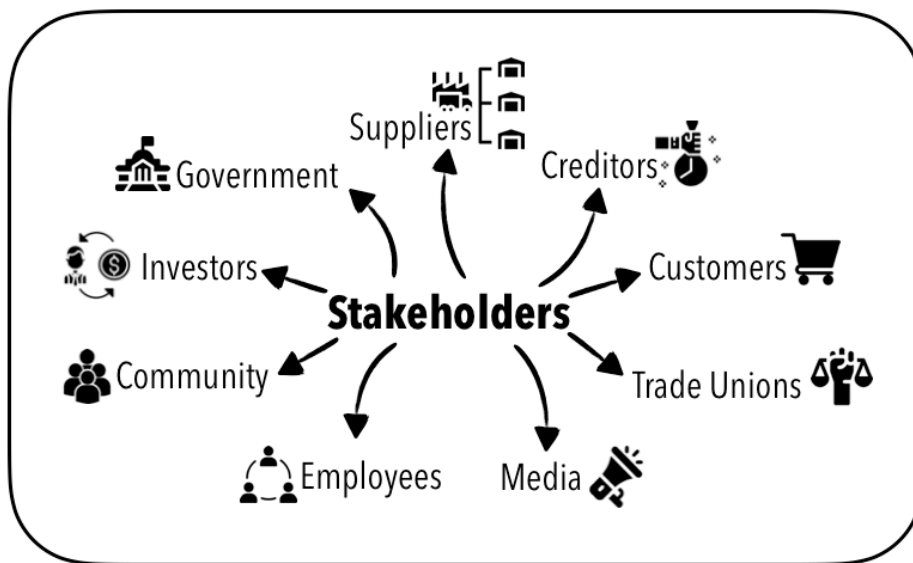 Suppliers
Creditors
Government
Investors
Customers
Stakeholders
Community
Trade Unions
Employees
Media